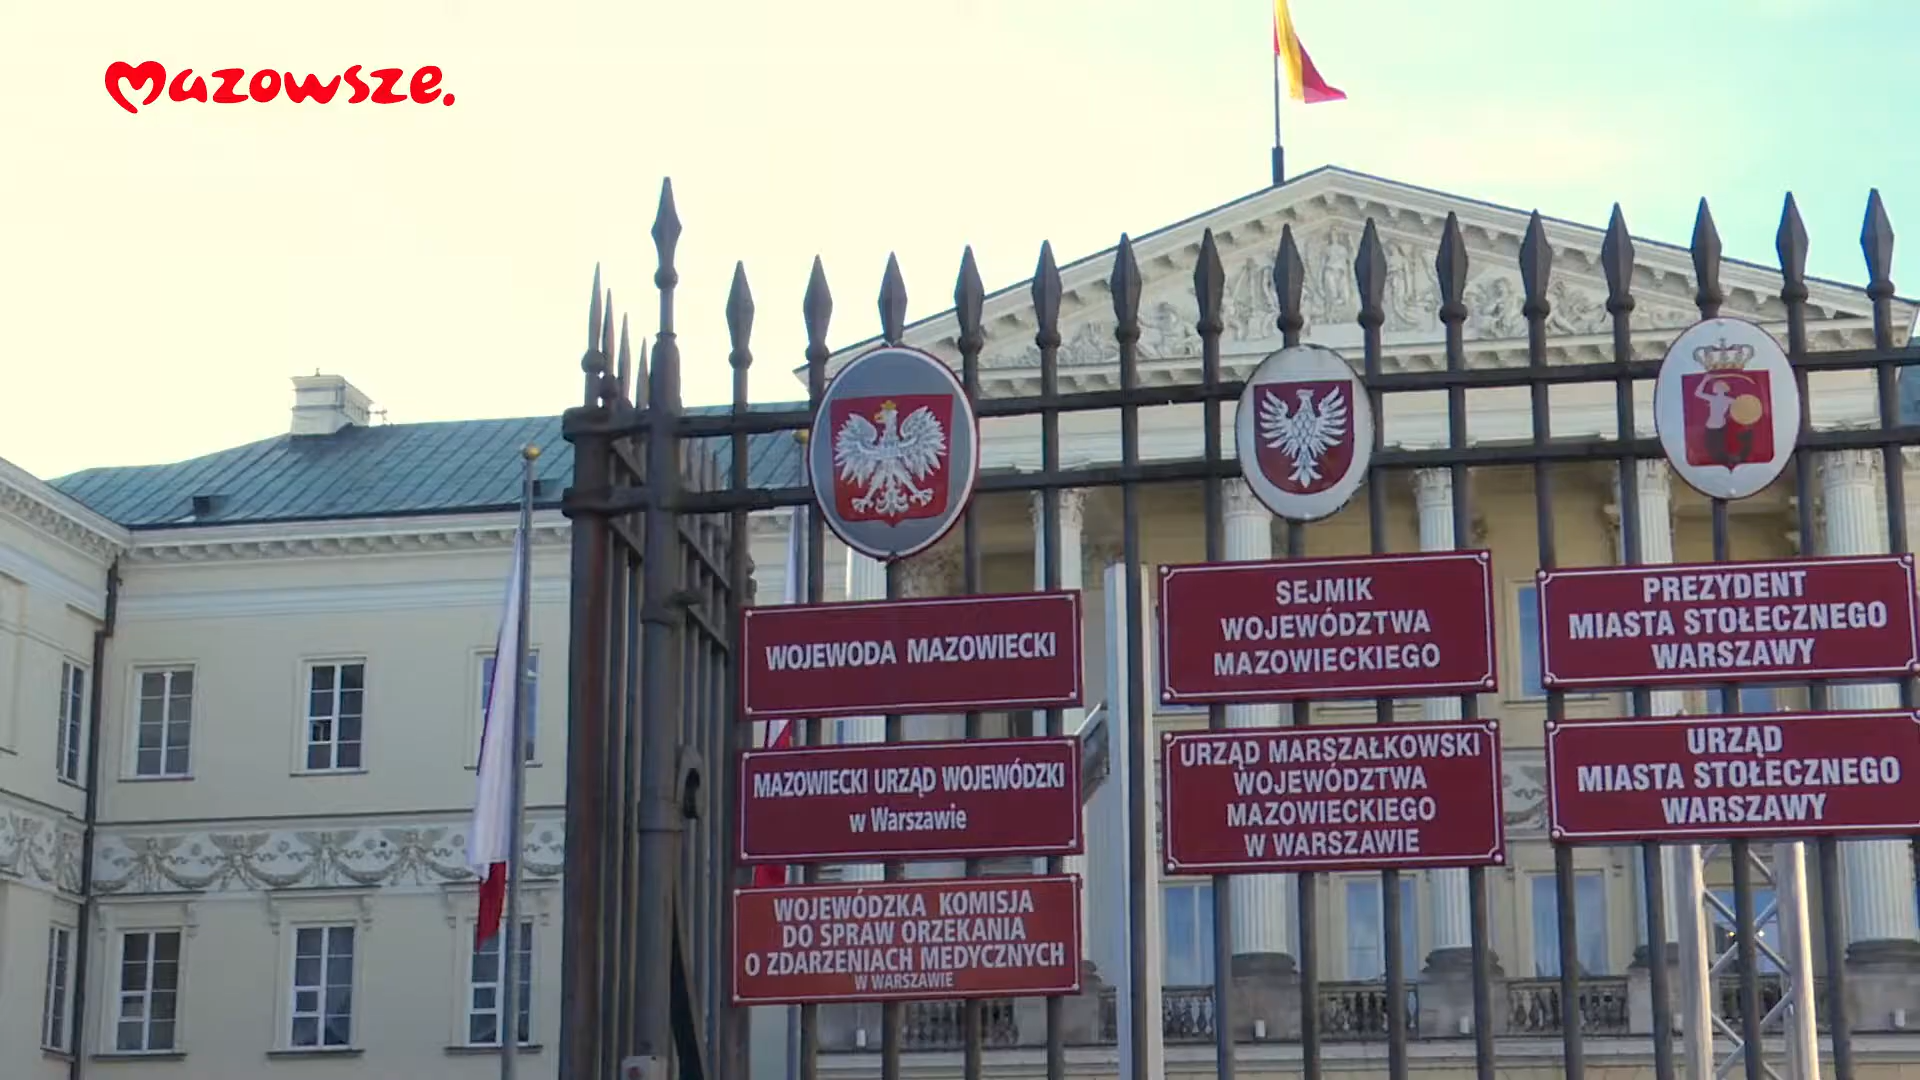 Mazowsze.
WOJEWODA MAZOWIECKI
MAZOWIECKI URZĄD WOJEWÓDZKI
w Warszawie
WOJEWÓDZKA KOMISJA
DO SPRAW ORZEKANIA
O ZDARZENIACH MEDYCZNYCH
W WARSZAWIE
SEJMIK
WOJEWÓDZTWA
MAZOWIECKIEGO
URZĄD MARSZAŁKOWSKI
WOJEWÓDZTWA
MAZOWIECKIEGO
W WARSZAWIE
PREZYDENT
MIASTA STOŁECZNEGO
WARSZAWY
URZĄD
MIASTA STOŁECZNEGO
WARSZAWY